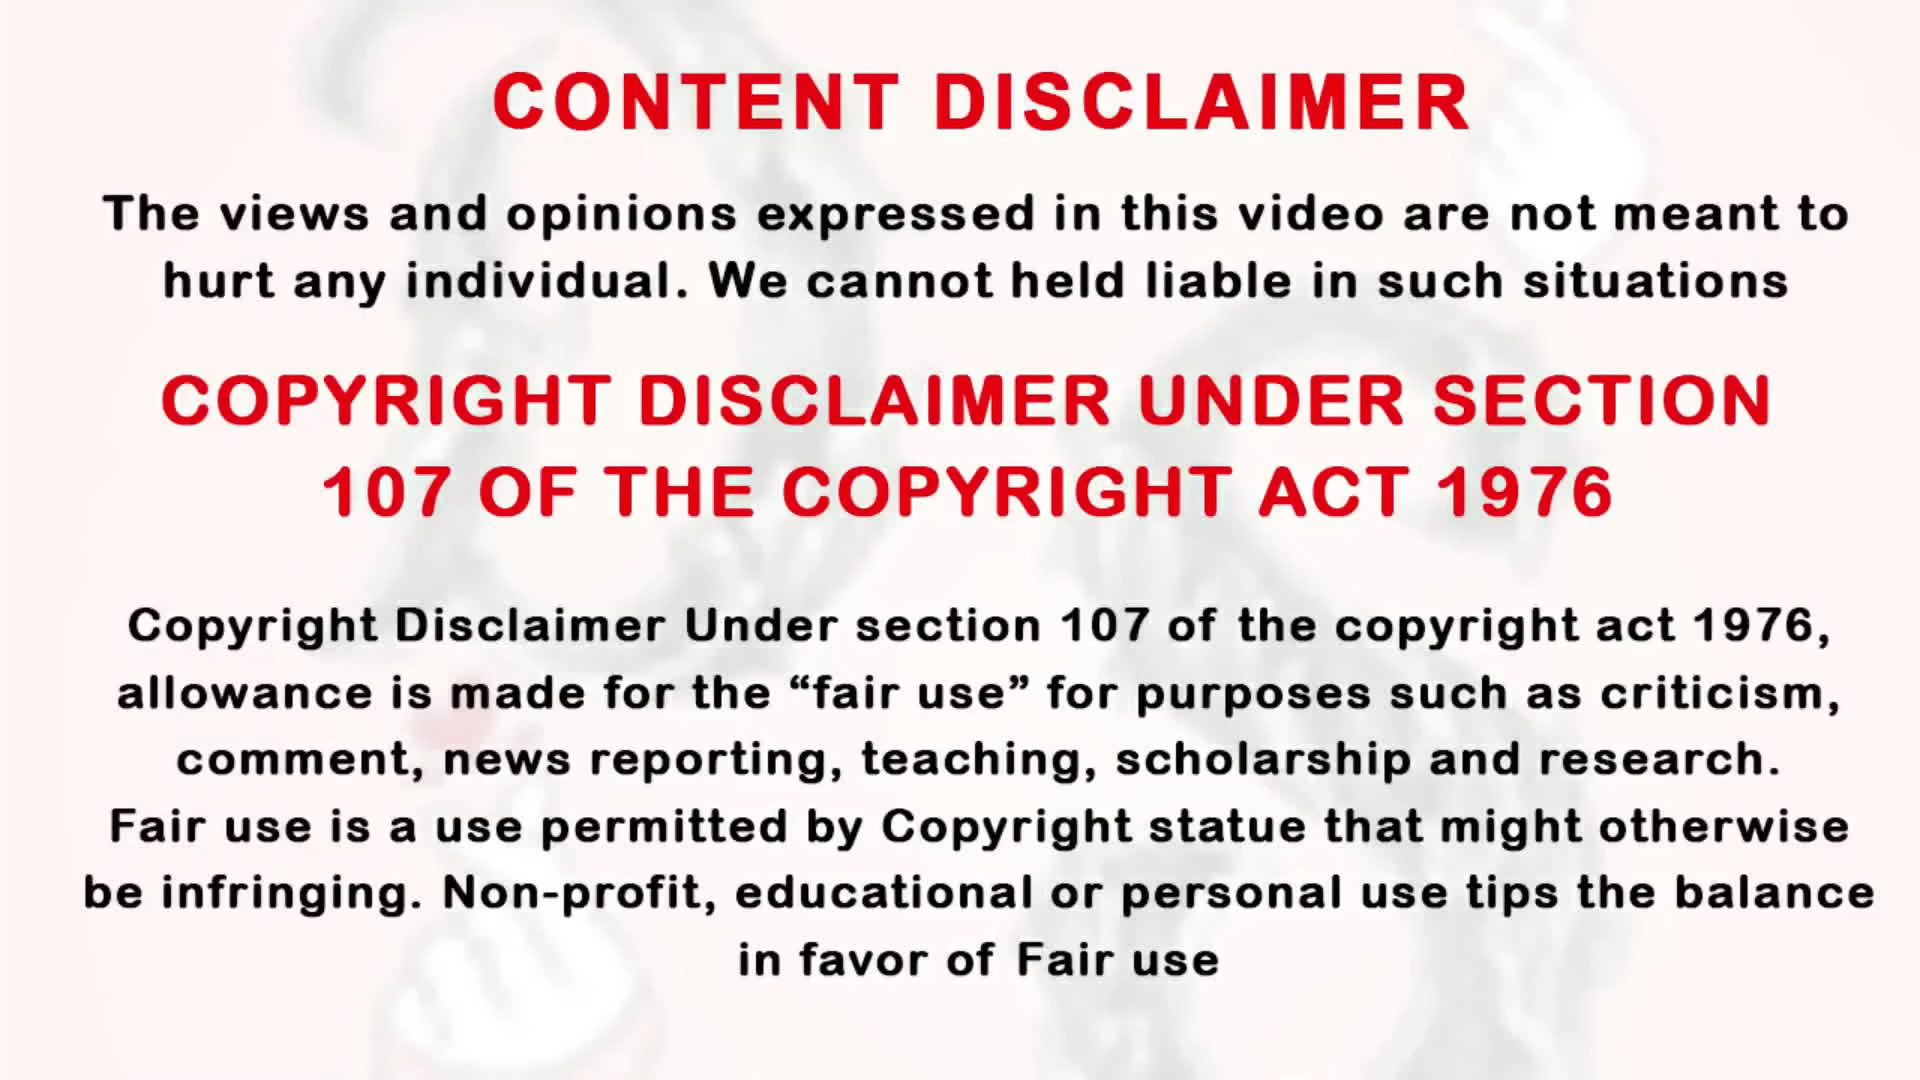 CONTENT DISCLAIMER
The views and opinions expressed in this video are not meant to
hurt any individual. We cannot held liable in such situations
COPYRIGHT DISCLAIMER UNDER SECTION
107 OF THE COPYRIGHT ACT 1976
Copyright Disclaimer Under section 107 of the copyright act 1976,
allowance is made for the “fair use” for purposes such as criticism,
comment, news reporting, teaching, scholarship and research.
Fair use is a use permitted by Copyright statue that might otherwise
be infringing. Non-profit, educational or personal use tips the balance
in favor of Fair use